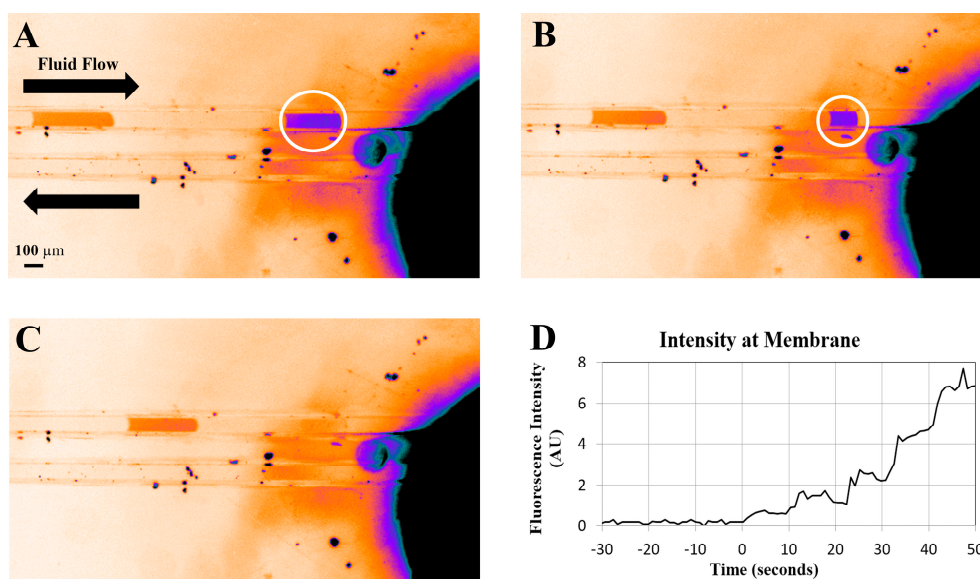 A
Fluid Flow
100 μm
B
C
D
Intensity at Membrane
Fluorescence Intensity
(AU)
8
6
4
2
0
-30 -20 -10 0 10 20 30 40 50
Time (seconds)